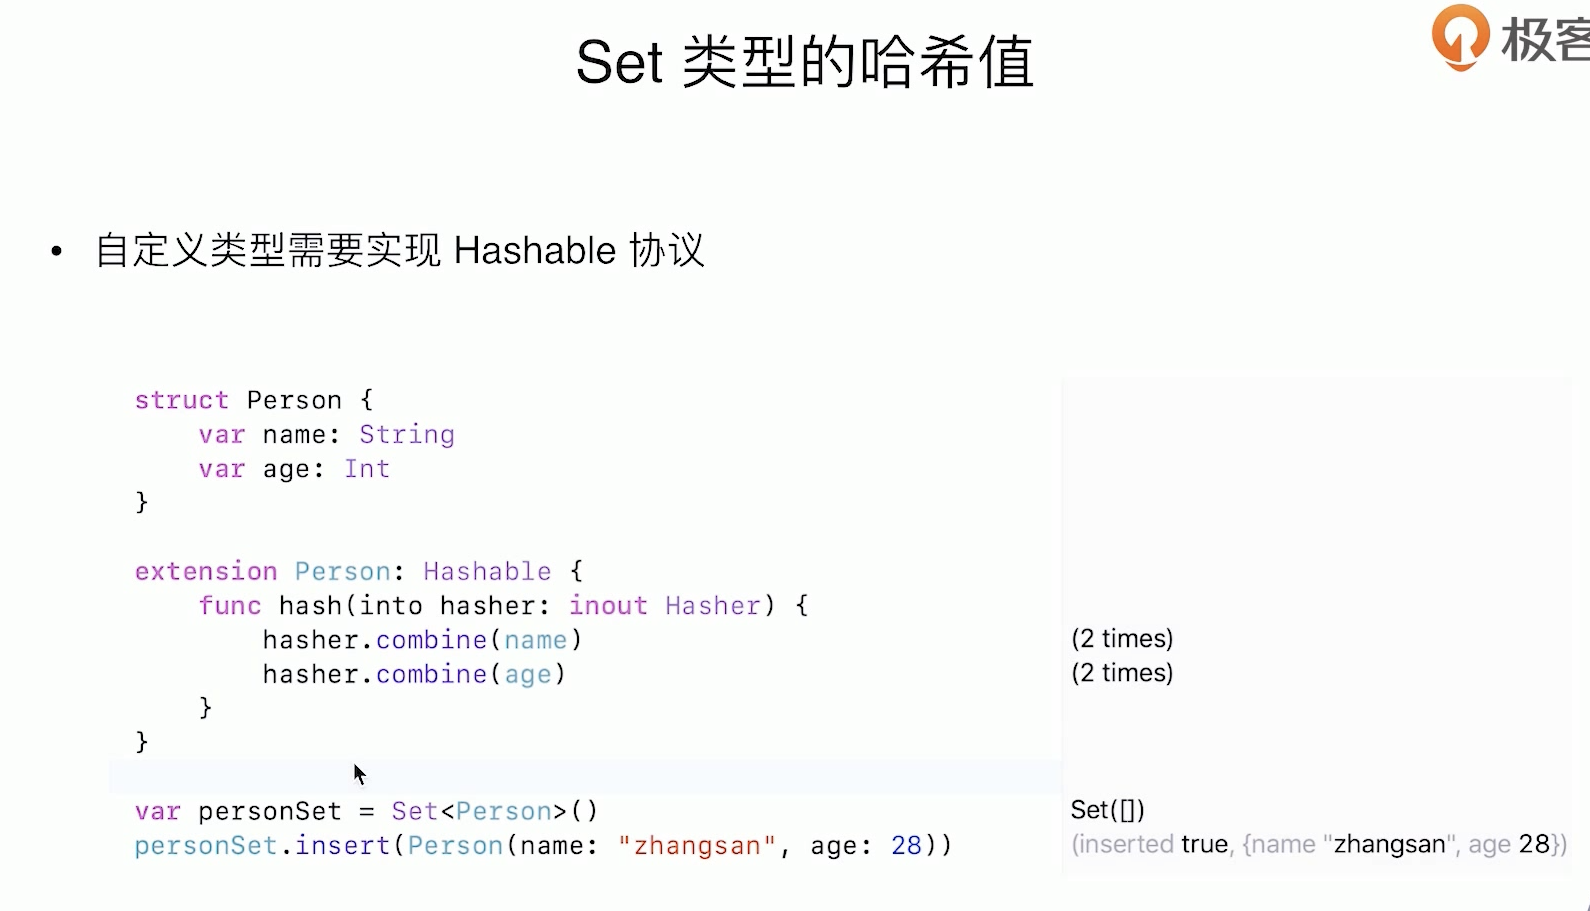 极客
Set 类型的哈希值
• 自定义类型需要实现 Hashable 协议
struct Person {
    var name: String
    var age: Int
}
extension Person: Hashable {
    func hash(into hasher: inout Hasher) {
        hasher.combine(name) (2 times)
        hasher.combine(age) (2 times)
    }
}
var personSet = Set<Person>() Set([])
personSet.insert(Person(name: "zhangsan", age: 28)) (inserted true, {name "zhangsan", age 28})